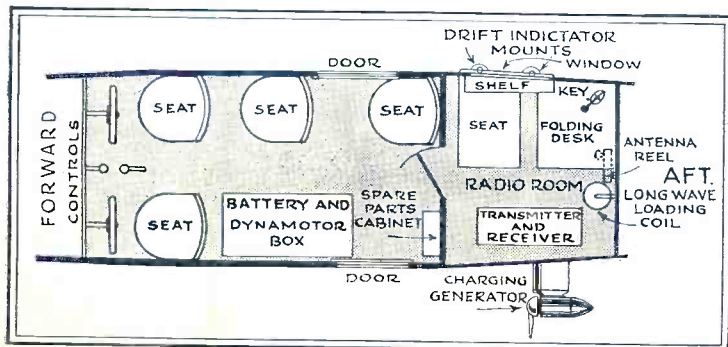 DRIFT INDICTATOR
MOUNTS
WINDOW
DOOR
SHELF
KEY
SEAT
SEAT
SEAT
SEAT
FOLDING
DESK
ANTENNA
REEL
FORWARD
CONTROLS
AFT.
RADIO ROOM
LONG WAVE
LOADING
COIL
SEAT
BATTERY AND
DYNAMOTOR
BOX
SPARE
PARTS
CABINET
TRANSMITTER
AND
RECEIVER
DOOR
CHARGING
GENERATOR